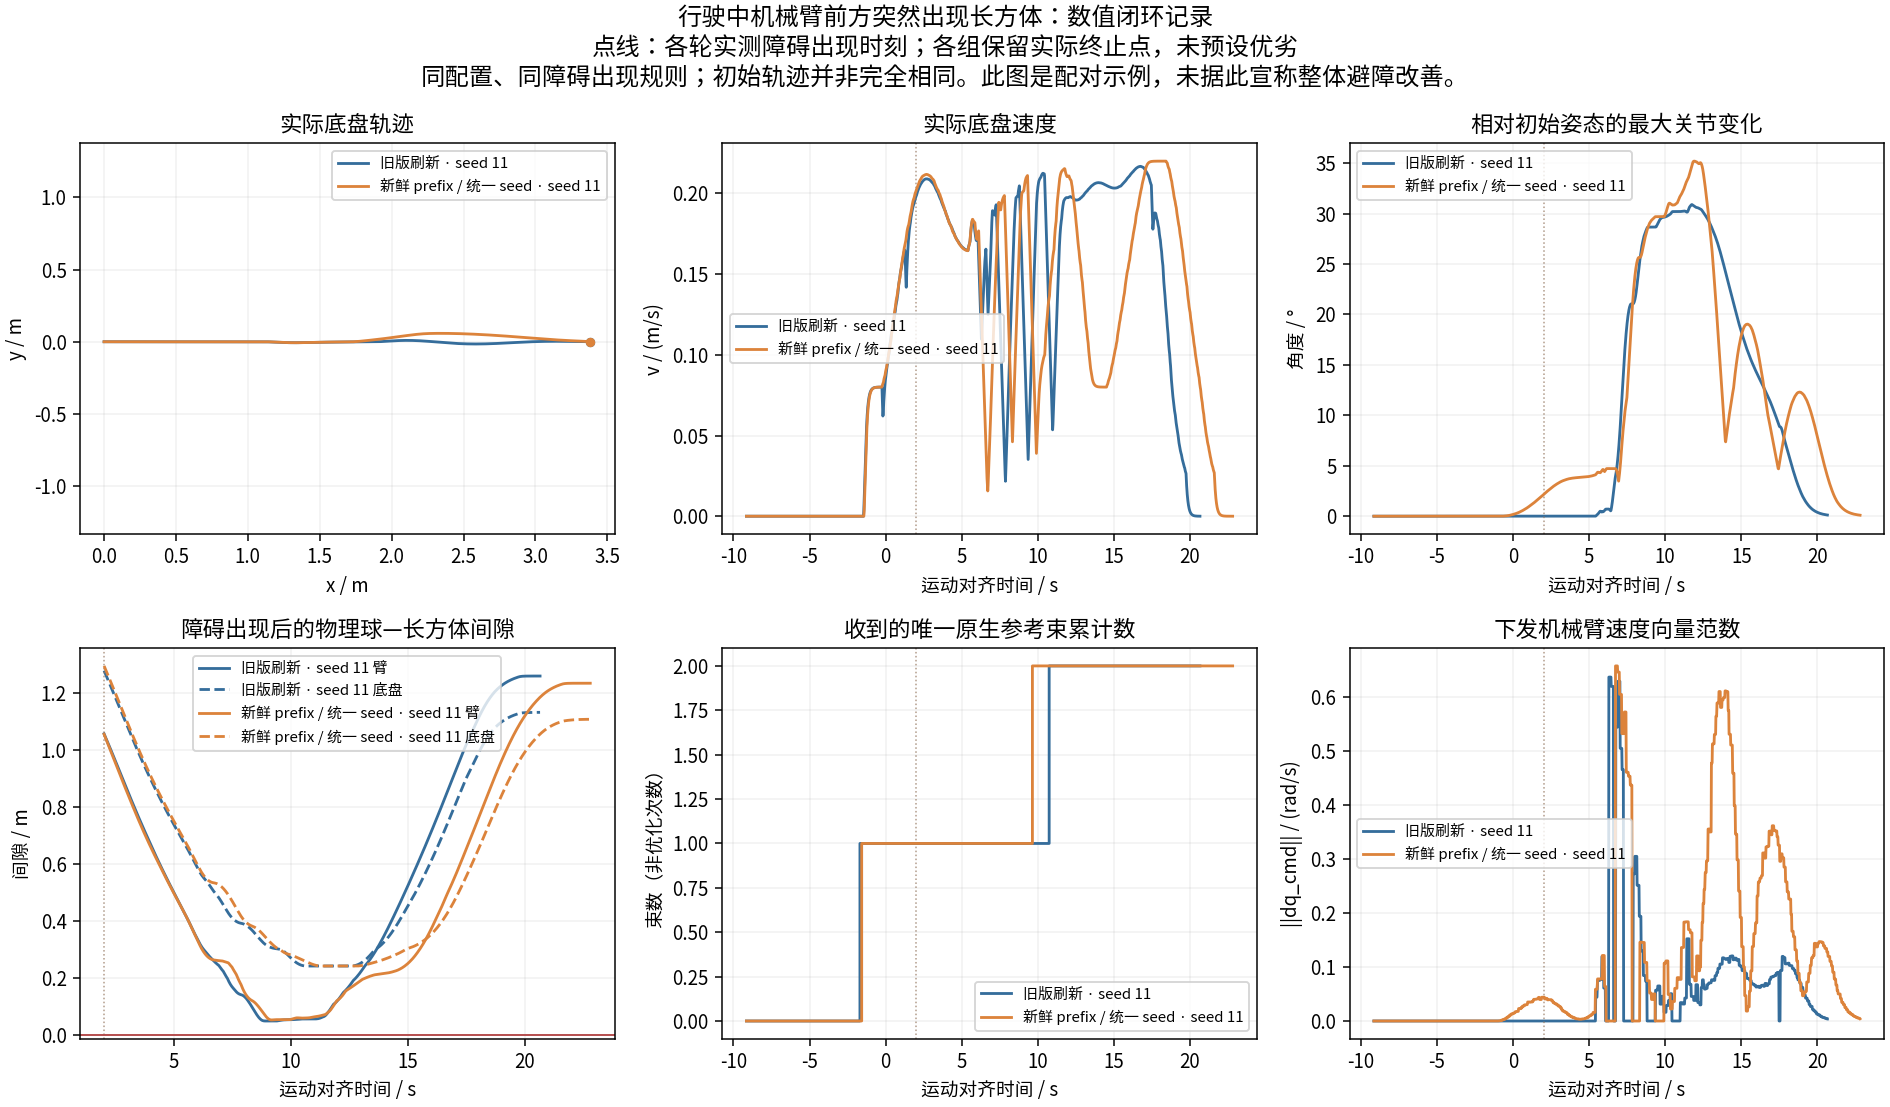 行驶中机械臂前方突然出现长方体：数值闭环记录
点线：各轮实测障碍出现时刻；各组保留实际终止点，未预设优劣
同配置、同障碍出现规则；初始轨迹并非完全相同。此图是配对示例，未据此宣称整体避障改善。
实际底盘轨迹
旧版刷新 · seed 11
新鲜 prefix / 统一 seed · seed 11
1.0
0.5
0.0
-0.5
-1.0
y / m
0.0 0.5 1.0 1.5 2.0 2.5 3.0 3.5
x / m
实际底盘速度
旧版刷新 · seed 11
新鲜 prefix / 统一 seed · seed 11
0.20
0.15
0.10
0.05
0.00
v / (m/s)
-10 -5 0 5 10 15 20
运动对齐时间 / s
相对初始姿态的最大关节变化
旧版刷新 · seed 11
新鲜 prefix / 统一 seed · seed 11
35
30
25
20
15
10
5
0
角度 / °
-10 -5 0 5 10 15 20
运动对齐时间 / s
障碍出现后的物理球—长方体间隙
旧版刷新 · seed 11 臂
旧版刷新 · seed 11 底盘
新鲜 prefix / 统一 seed · seed 11 臂
新鲜 prefix / 统一 seed · seed 11 底盘
1.2
1.0
0.8
0.6
0.4
0.2
0.0
间隙 / m
5 10 15 20
运动对齐时间 / s
收到的唯一原生参考束累计数
2.00
1.75
1.50
1.25
1.00
0.75
0.50
0.25
0.00
束数（非优化次数）
旧版刷新 · seed 11
新鲜 prefix / 统一 seed · seed 11
-10 -5 0 5 10 15 20
运动对齐时间 / s
下发机械臂速度向量范数
0.6
0.5
0.4
0.3
0.2
0.1
0.0
||dq_cmd|| / (rad/s)
旧版刷新 · seed 11
新鲜 prefix / 统一 seed · seed 11
-10 -5 0 5 10 15 20
运动对齐时间 / s